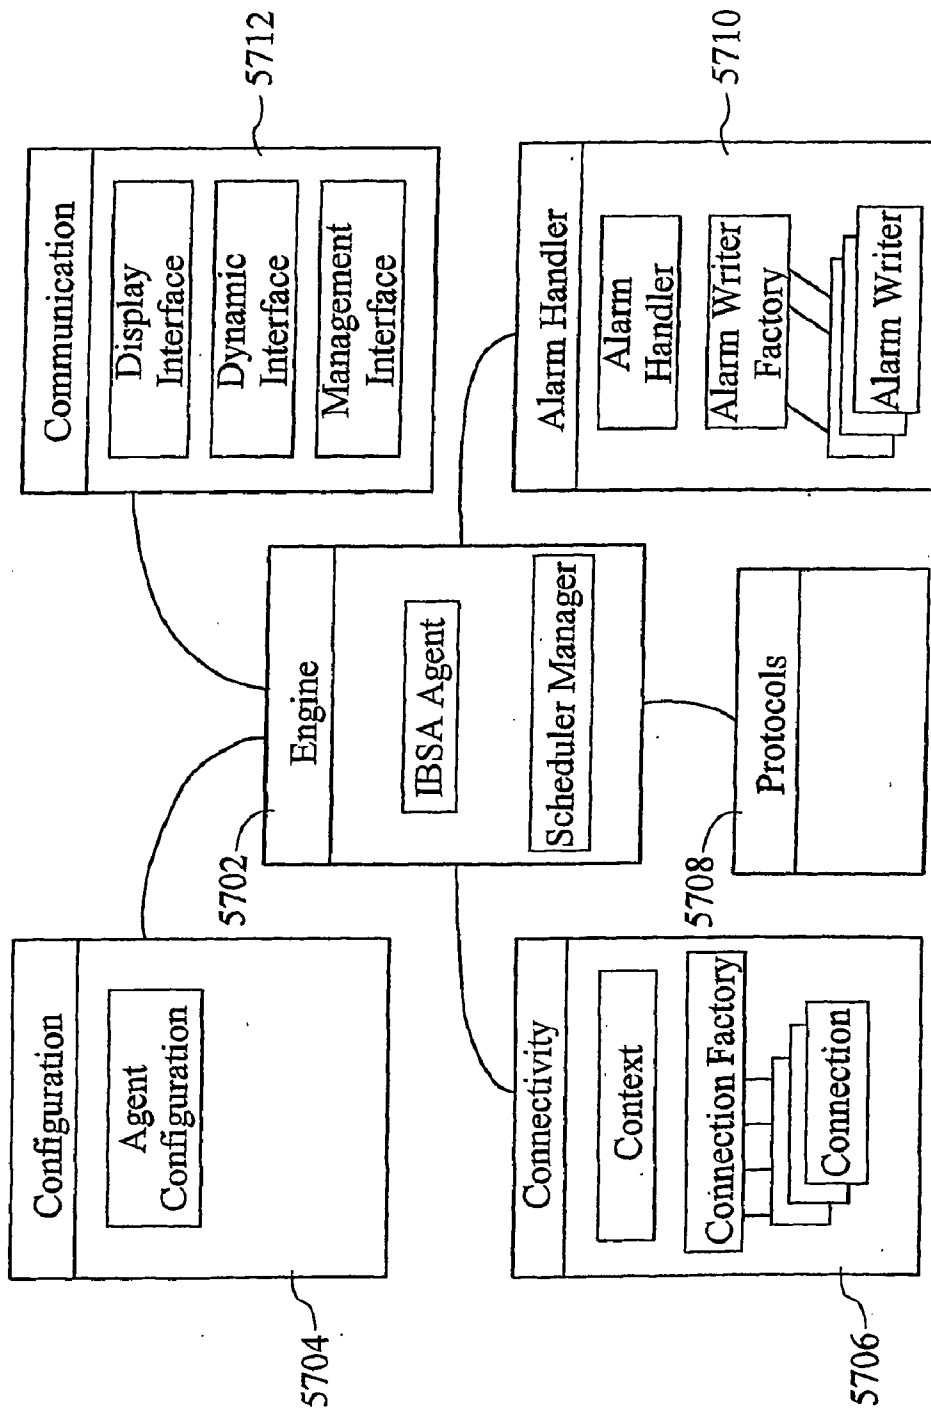 Configuration
Agent
Configuration
5704
Communication
Display
Interface
Dynamic
Interface
Management
Interface
5712
Engine
5702
IBSA Agent
Scheduler Manager
Connectivity
Context
Connection Factory
Connection
5706
Protocols
5708
Alarm Handler
Alarm
Handler
Alarm Writer
Factory
Alarm Writer
5710